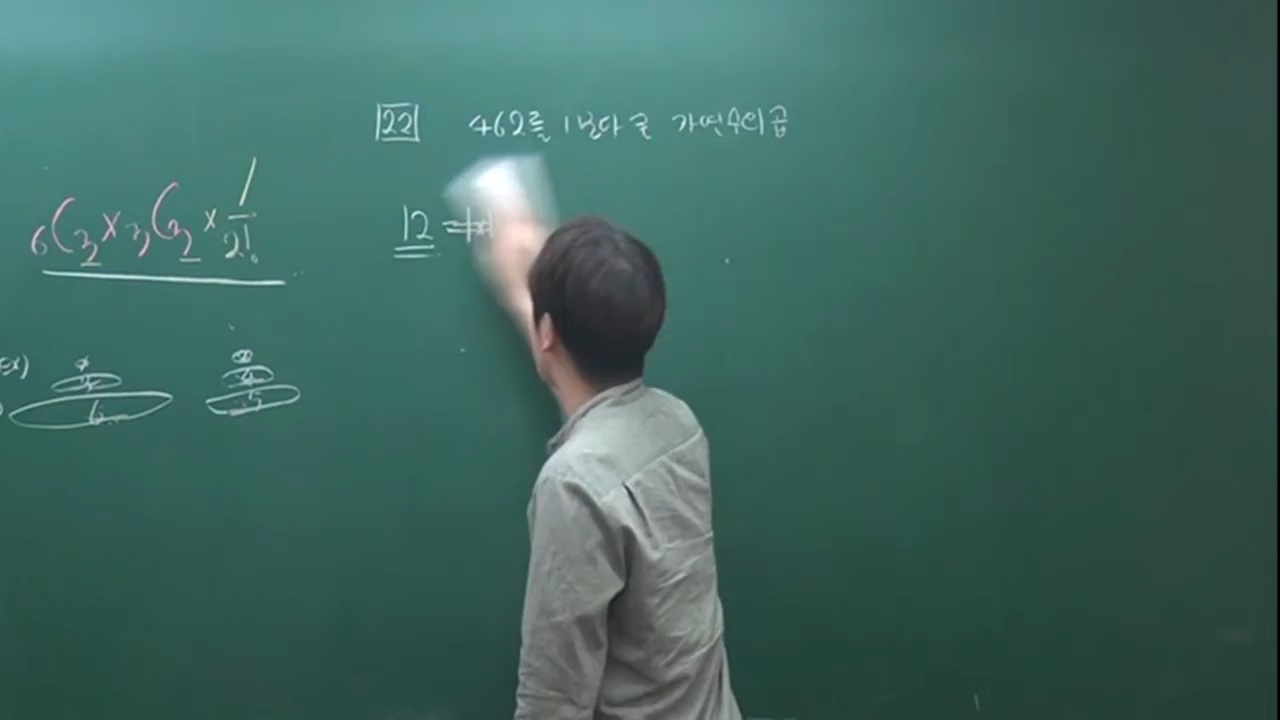 22 462를 1보다 큰 자연수의 곱
6C3 × 3C2 × 1/2!
12 =
ex)